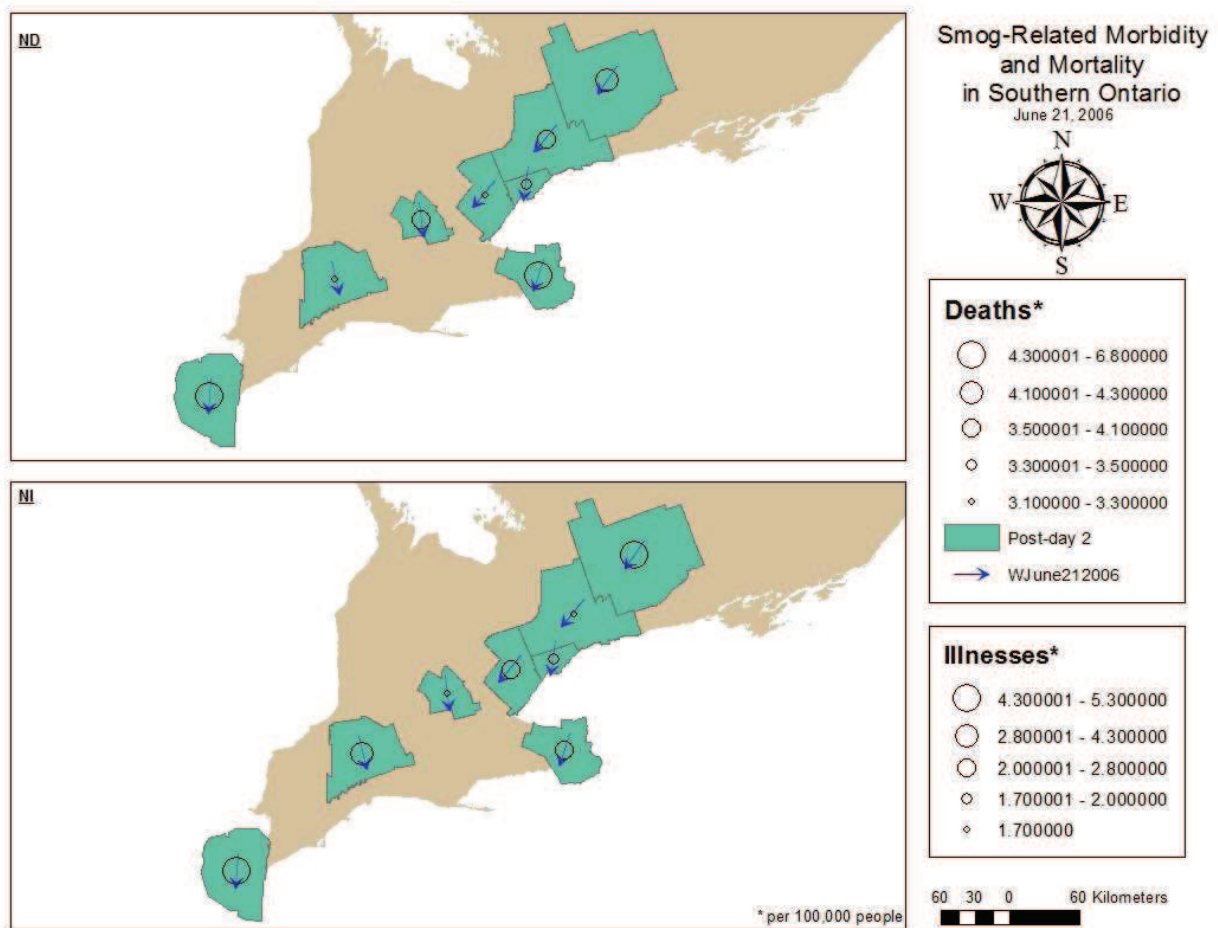 ND
NI
* per 100,000 people
Smog-Related Morbidity
and Mortality
in Southern Ontario
June 21, 2006
N
W E
S
Deaths*
4.300001 - 6.800000
4.100001 - 4.300000
3.500001 - 4.100000
3.300001 - 3.500000
3.100000 - 3.300000
Post-day 2
WJune212006
Illnesses*
4.300001 - 5.300000
2.800001 - 4.300000
2.000001 - 2.800000
1.700001 - 2.000000
1.700000
60 30 0 60 Kilometers